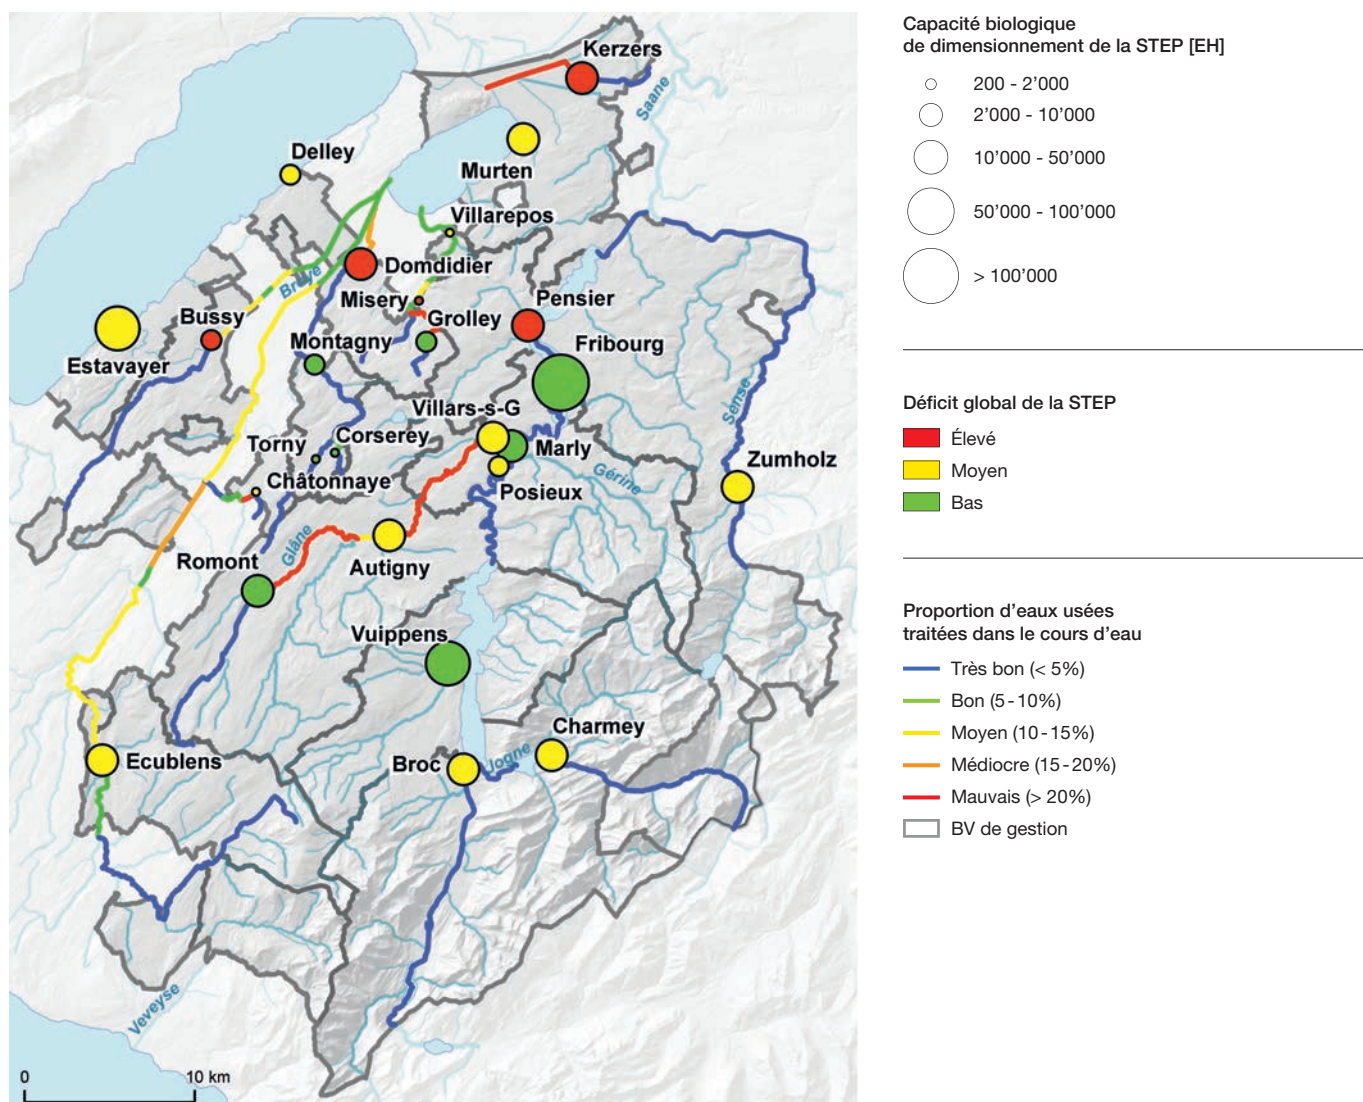 Kerzers
Saane
Delley
Murten
Villarepos
Broye
Domdidier
Misery
Pensier
Bussy
Grolley
Montagny
Fribourg
Estavayer
Villars-s-G
Sense
Torny
Corserey
Marly
Zumholz
Châtonnaye
Gérine
Posieux
Glâne
Romont
Autigny
Vuippens
Charmey
Ecublens
Broc
Jogne
Veveyse
0
10 km
Capacité biologique
de dimensionnement de la STEP [EH]
200 - 2’000
2’000 - 10’000
10’000 - 50’000
50’000 - 100’000
> 100’000
Déficit global de la STEP
Élevé
Moyen
Bas
Proportion d’eaux usées
traitées dans le cours d’eau
Très bon (< 5%)
Bon (5 - 10%)
Moyen (10 - 15%)
Médiocre (15 - 20%)
Mauvais (> 20%)
BV de gestion